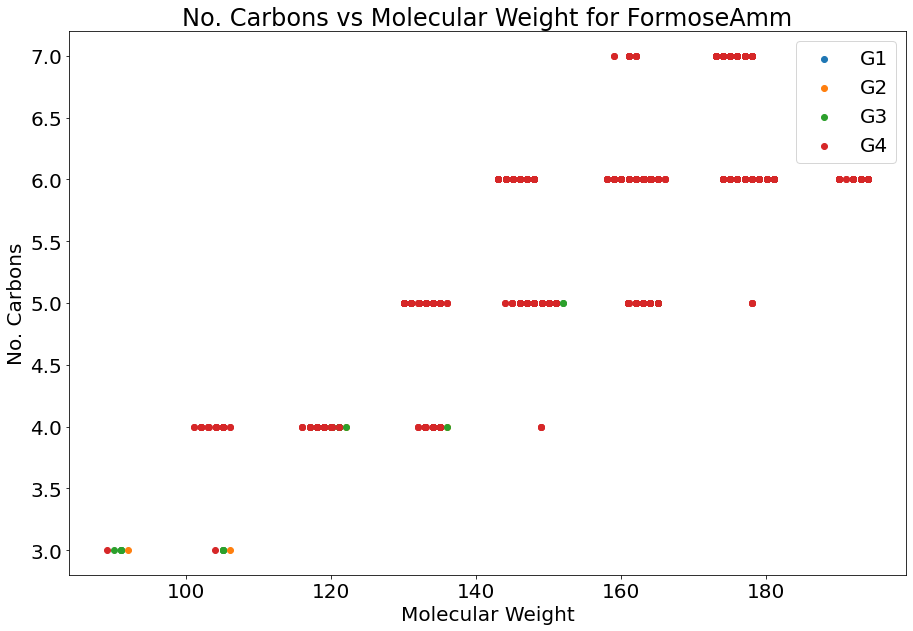 No. Carbons vs Molecular Weight for FormoseAmm
7.0
6.5
6.0
5.5
5.0
4.5
4.0
3.5
3.0
No. Carbons
100 120 140 160 180
Molecular Weight
G1
G2
G3
G4